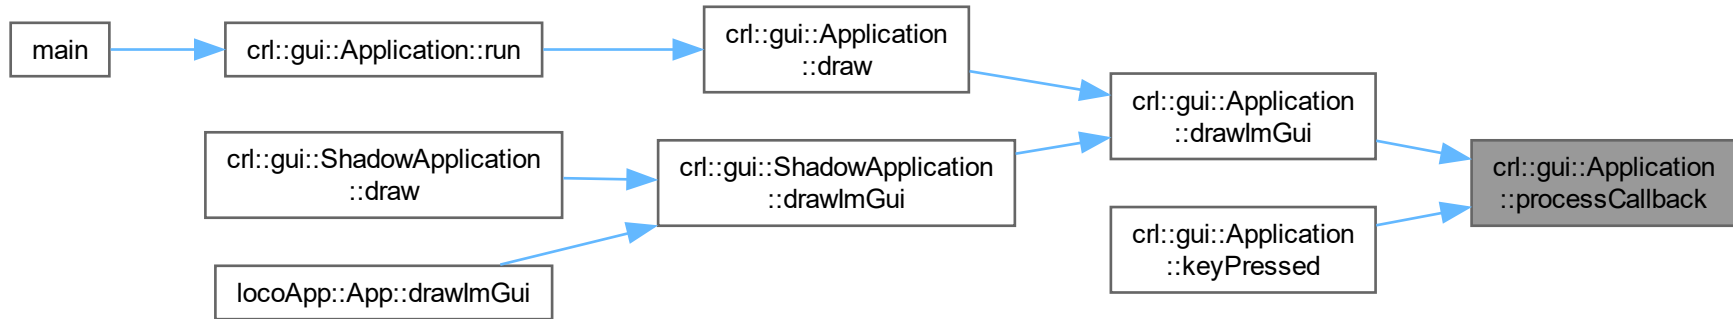 main
crl::gui::Application::run
crl::gui::Application
::draw
crl::gui::ShadowApplication
::draw
locoApp::App::drawImGui
crl::gui::ShadowApplication
::drawImGui
crl::gui::Application
::drawImGui
crl::gui::Application
::keyPressed
crl::gui::Application
::processCallback